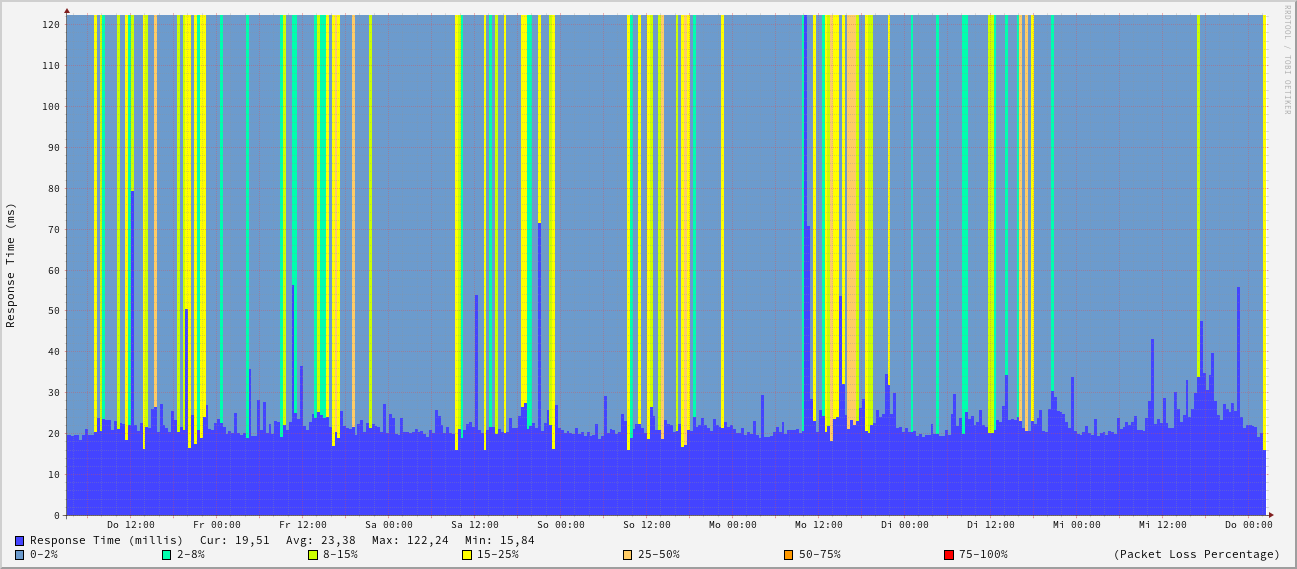 RRDTOOL / TOBI OETIKER
Response Time (ms)
120
110
100
90
80
70
60
50
40
30
20
10
0
Do 12:00 Fr 00:00 Fr 12:00 Sa 00:00 Sa 12:00 So 00:00 So 12:00 Mo 00:00 Mo 12:00 Di 00:00 Di 12:00 Mi 00:00 Mi 12:00 Do 00:00
Response Time (millis) Cur: 19,51 Avg: 23,38 Max: 122,24 Min: 15,84
0-2% 2-8% 8-15% 15-25% 25-50% 50-75% 75-100% (Packet Loss Percentage)